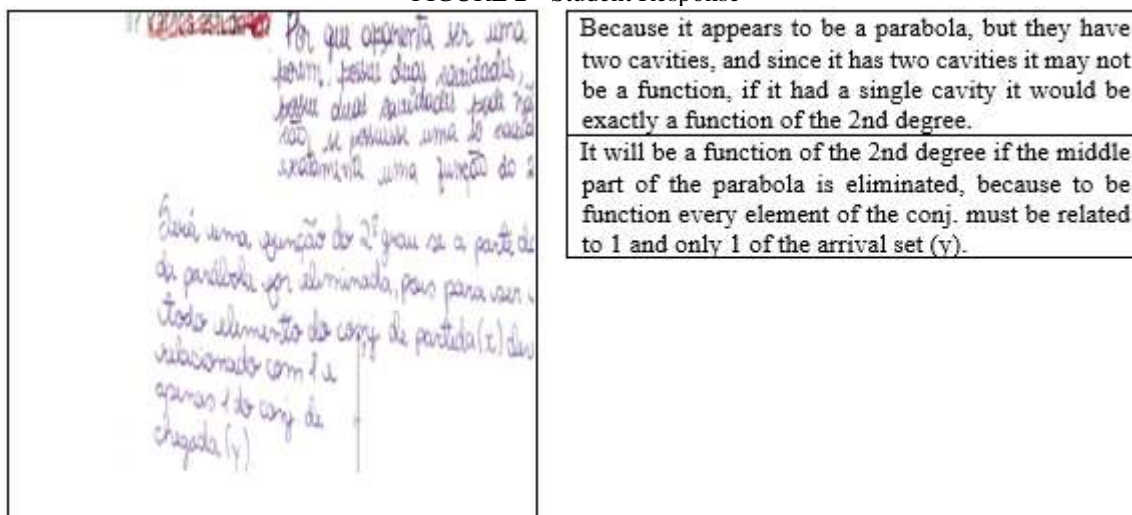 FIGURE 2 - Student Response
Por que aparenta ser uma
porem, possui duas
possui duas pode
não, se possuisse uma só
exatamente uma função do 2
Será uma função do 2º grau se a parte do
da parábola for eliminada, pois para ser
todo elemento do conj de partida (x) dev
relacionado com 1 e
apenas 1 do conj de
chegada (y)
Because it appears to be a parabola, but they have
two cavities, and since it has two cavities it may not
be a function, if it had a single cavity it would be
exactly a function of the 2nd degree.
It will be a function of the 2nd degree if the middle
part of the parabola is eliminated, because to be
function every element of the conj. must be related
to 1 and only 1 of the arrival set (y).